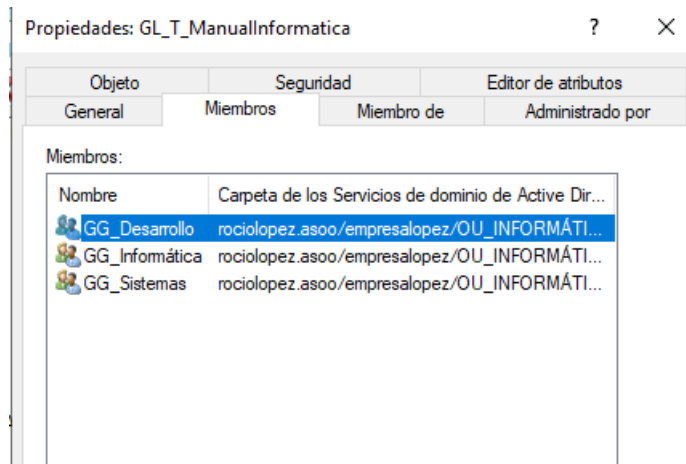 Propiedades: GL_T_ManualInformatica ? ×
Objeto Seguridad Editor de atributos
General Miembros Miembro de Administrado por
Miembros:
Nombre Carpeta de los Servicios de dominio de Active Dir...
GG_Desarrollo rociolopez.asoo/empresalopez/OU_INFORMÁTI...
GG_Informática rociolopez.asoo/empresalopez/OU_INFORMÁTI...
GG_Sistemas rociolopez.asoo/empresalopez/OU_INFORMÁTI...